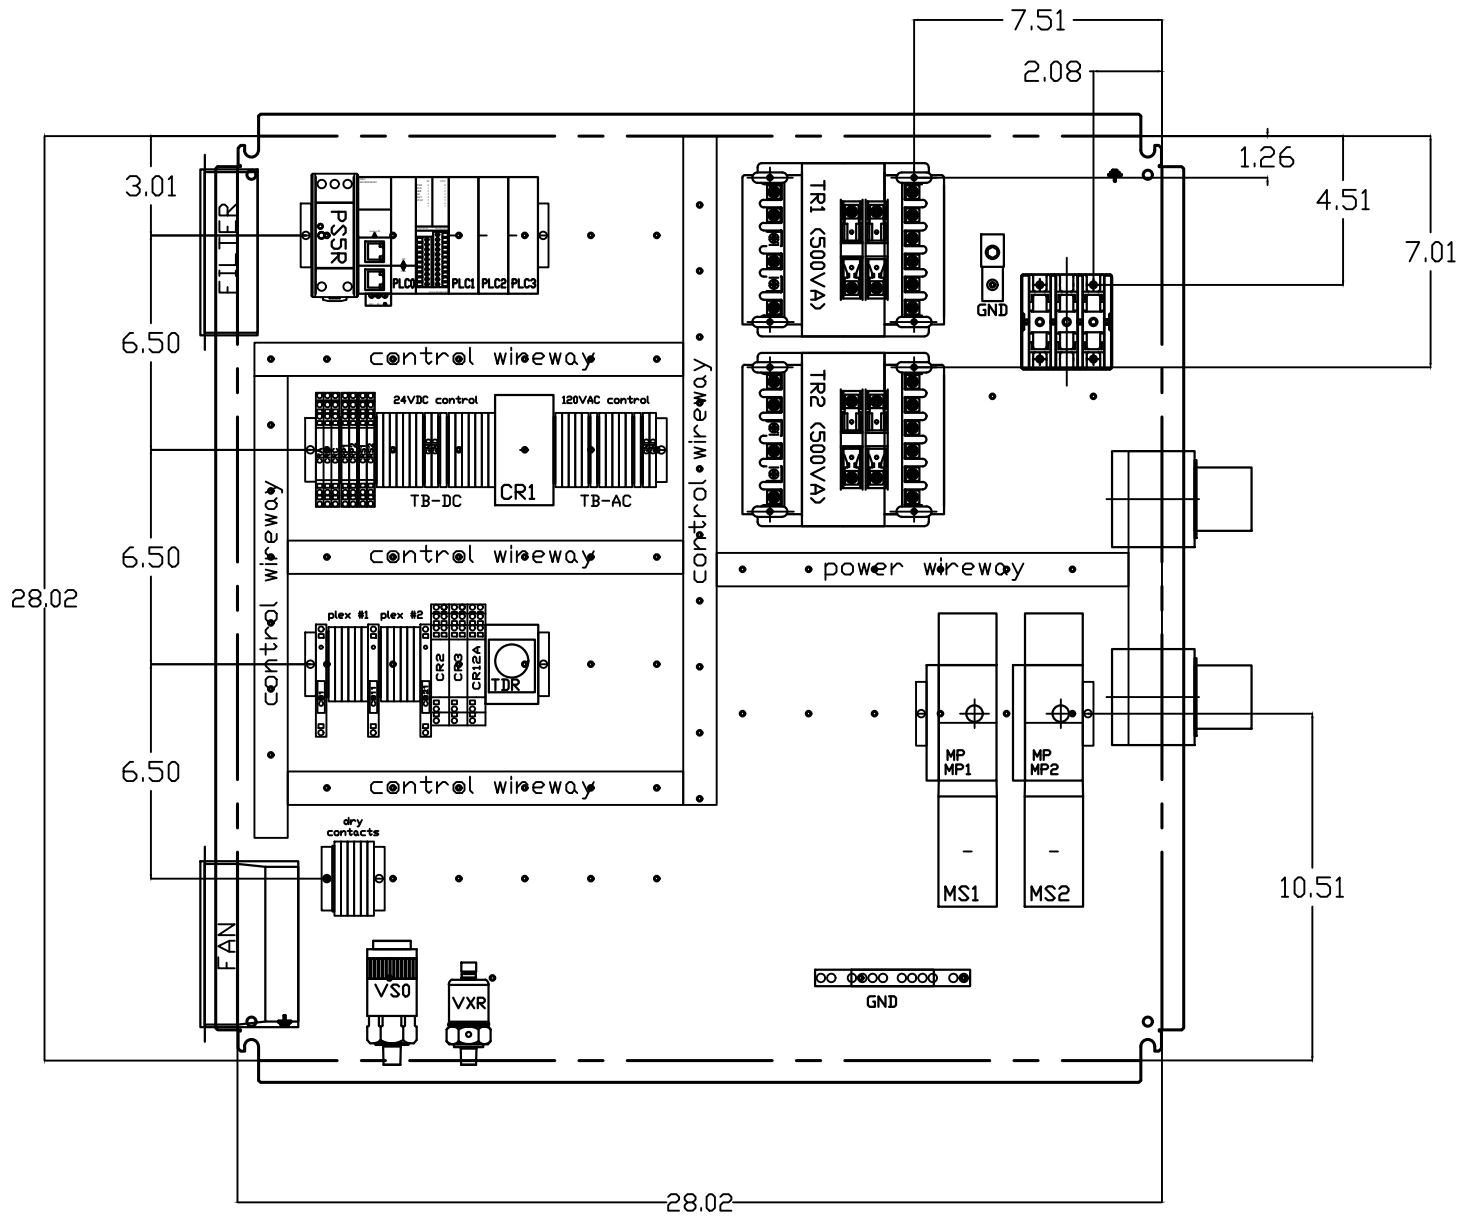 7.51
2.08
1.26
3.01
4.51
7.01
FILTER
PS5R
PLC0
PLC1
PLC2
PLC3
TR1 (500VA)
GND
control wireway
6.50
24VDC control
120VAC control
TB-DC
CR1
TB-AC
TR2 (500VA)
control wireway
control wireway
control wireway
power wireway
6.50
28.02
plex #1
plex #2
CR2
CR3
CR12A
TDR
CB1
CB11
CB21
MP
MP1
MP
MP2
control wireway
6.50
dry
contacts
MS1
MS2
10.51
FAN
VS0
VXR
GND
28.02